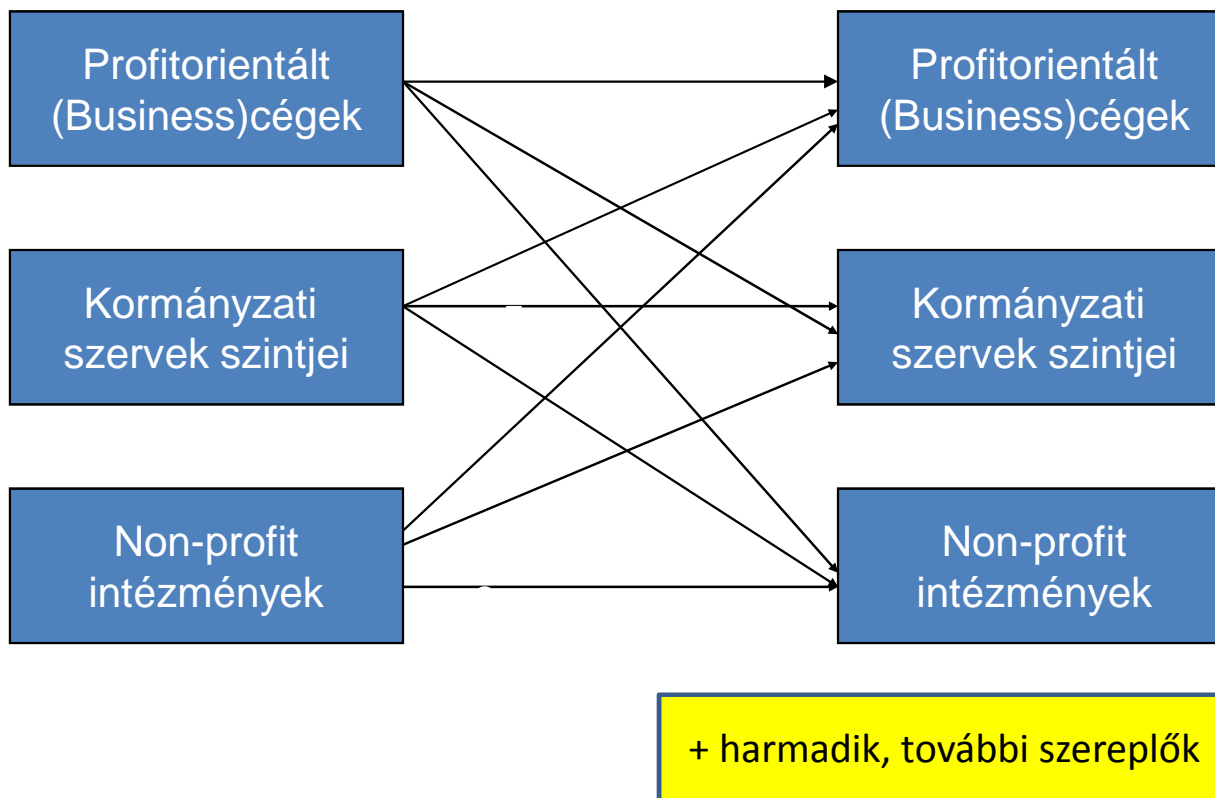 Profitorientált
(Business)cégek
Profitorientált
(Business)cégek
Kormányzati
szervek szintjei
Kormányzati
szervek szintjei
Non-profit
intézmények
Non-profit
intézmények
+ harmadik, további szereplők